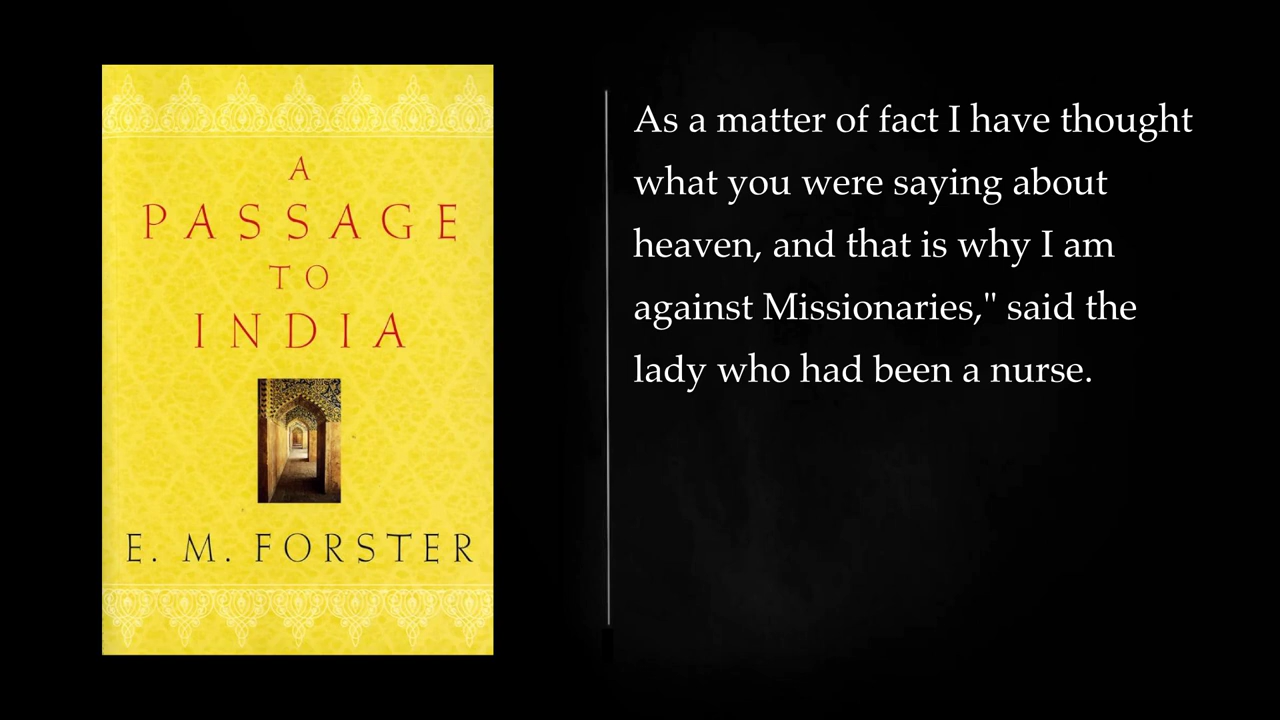 A
PASSAGE
TO
INDIA
E. M. FORSTER
As a matter of fact I have thought
what you were saying about
heaven, and that is why I am
against Missionaries," said the
lady who had been a nurse.